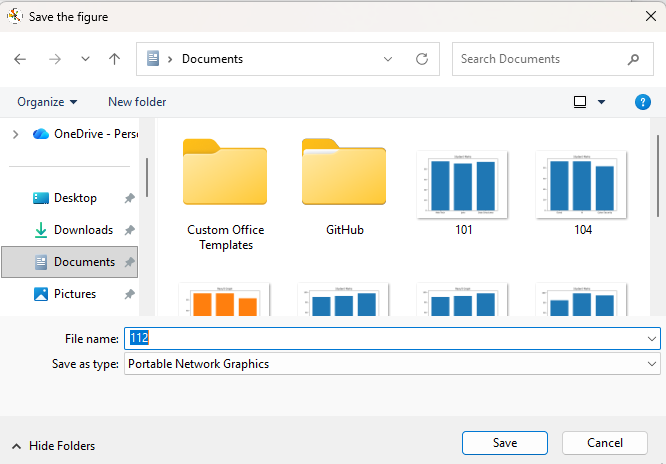 Save the figure
Documents
Search Documents
Organize
New folder
OneDrive - Perso
Desktop
Downloads
Documents
Pictures
Custom Office
Templates
GitHub
101
104
File name:
112
Save as type:
Portable Network Graphics
Hide Folders
Save
Cancel